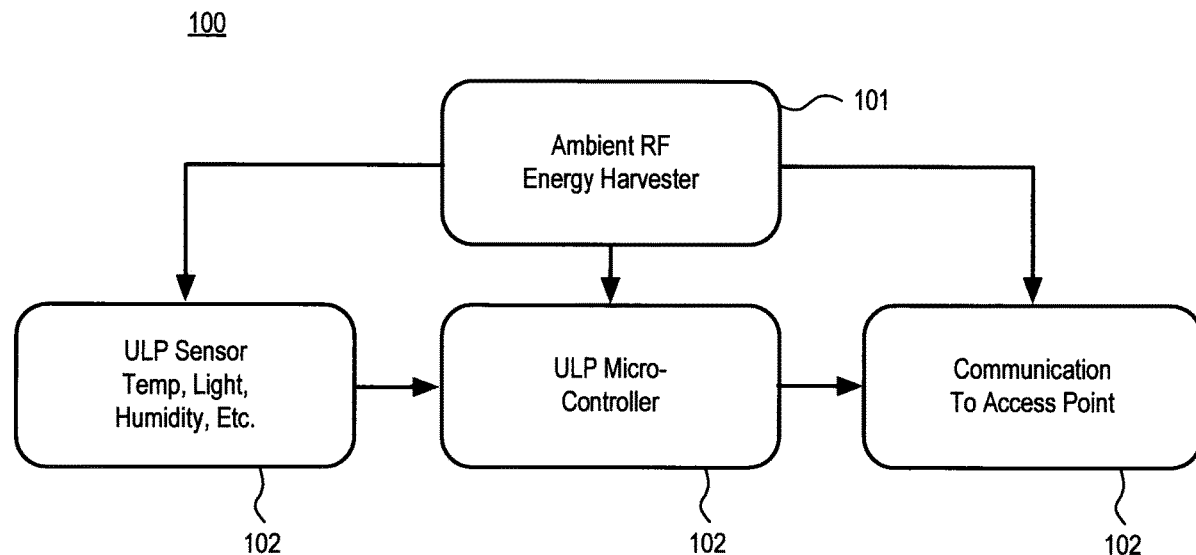 100
101
Ambient RF
Energy Harvester
ULP Sensor
Temp, Light,
Humidity, Etc.
ULP Micro-
Controller
Communication
To Access Point
102
102
102